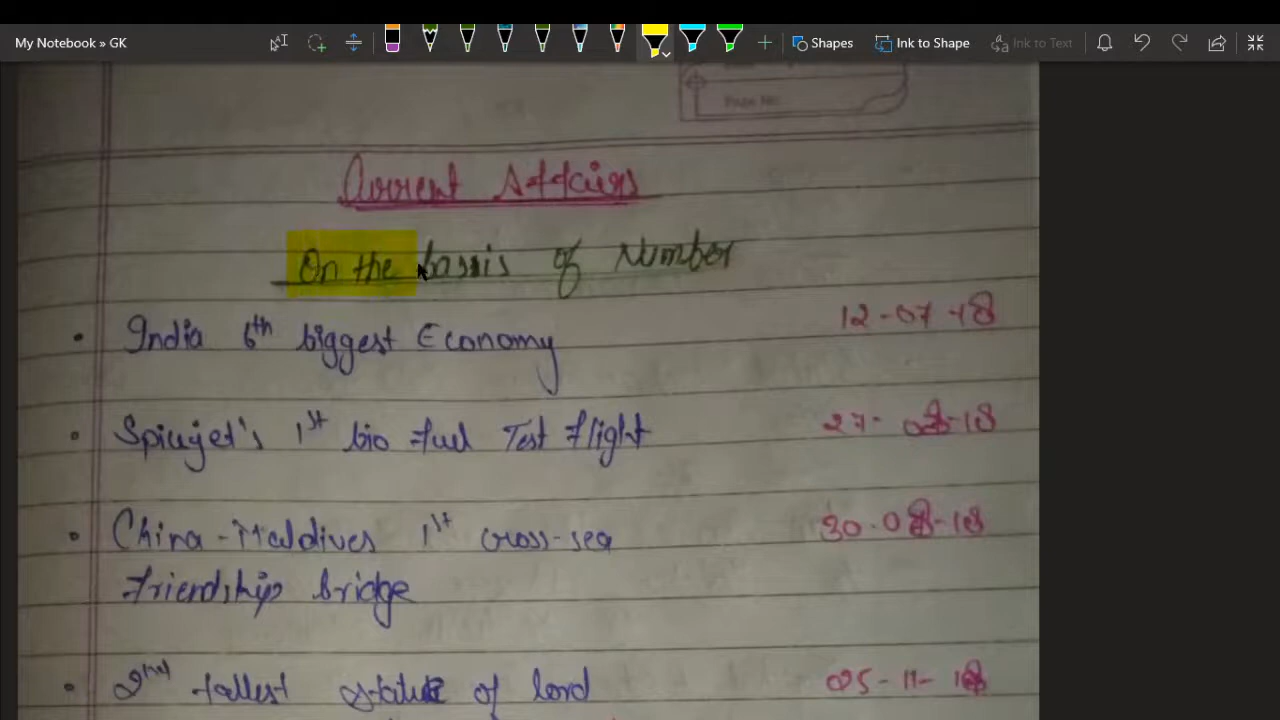 My Notebook » GK
Shapes
Ink to Shape
Ink to Text
Page No.
Current Affairs
On the basis of Number
India 6th biggest Economy 12-07-18
Spicejet's 1st bio fuel Test flight 27-08-18
China-Maldives 1st cross-sea 30-08-18
friendship bridge
2nd tallest statue of lord 05-11-18